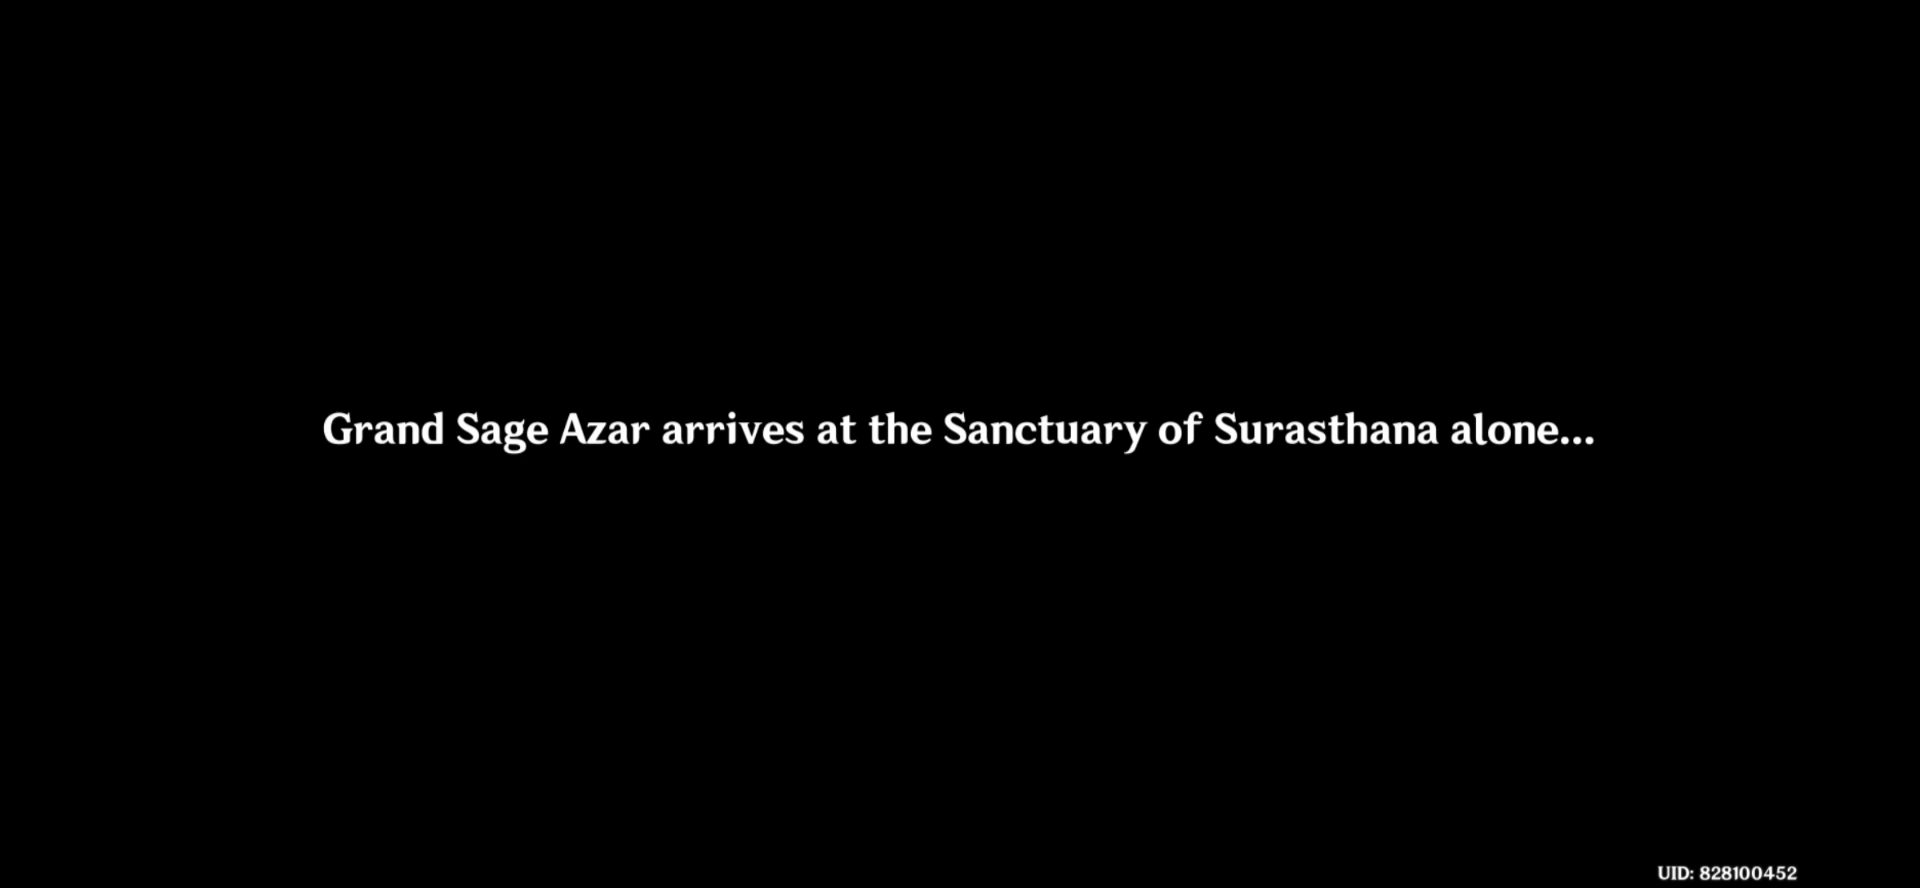 Grand Sage Azar arrives at the Sanctuary of Surasthana alone...
UID: 828100452